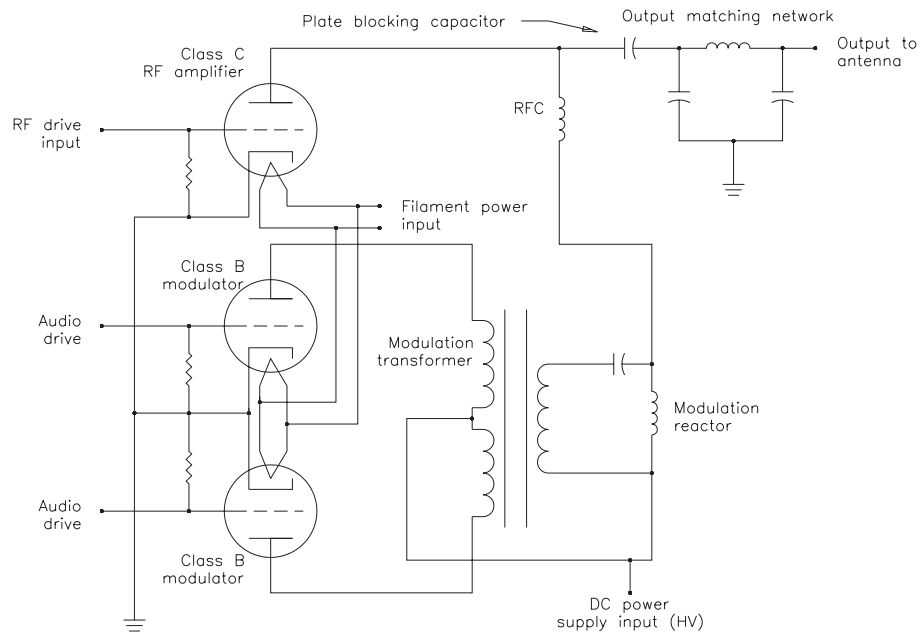 Plate blocking capacitor
Output matching network
Class C
RF amplifier
Output to
antenna
RFC
RF drive
input
Filament power
input
Class B
modulator
Audio
drive
Modulation
transformer
Modulation
reactor
Audio
drive
Class B
modulator
DC power
supply input (HV)